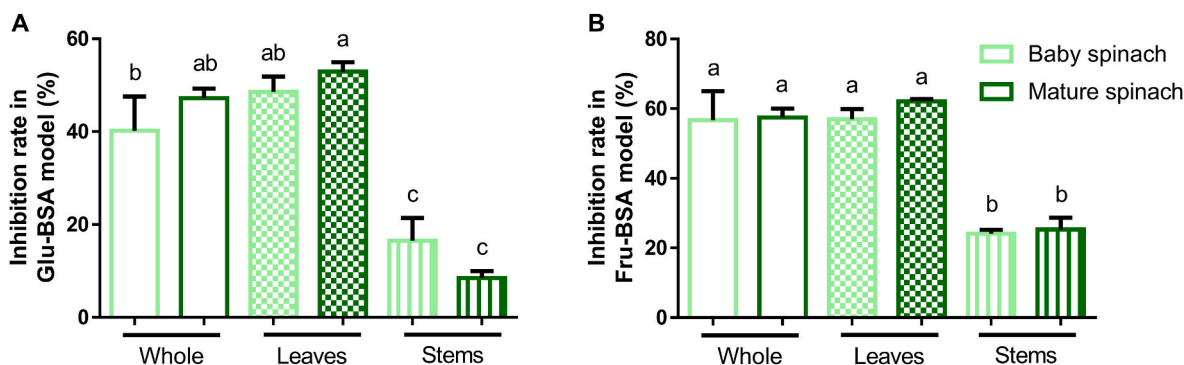 A
Inhibition rate in
Glu-BSA model (%)
60
40
20
0
b
ab
ab
a
c
c
Whole
Leaves
Stems
B
Inhibition rate in
Fru-BSA model (%)
80
60
40
20
0
a
a
a
a
b
b
Whole
Leaves
Stems
Baby spinach
Mature spinach